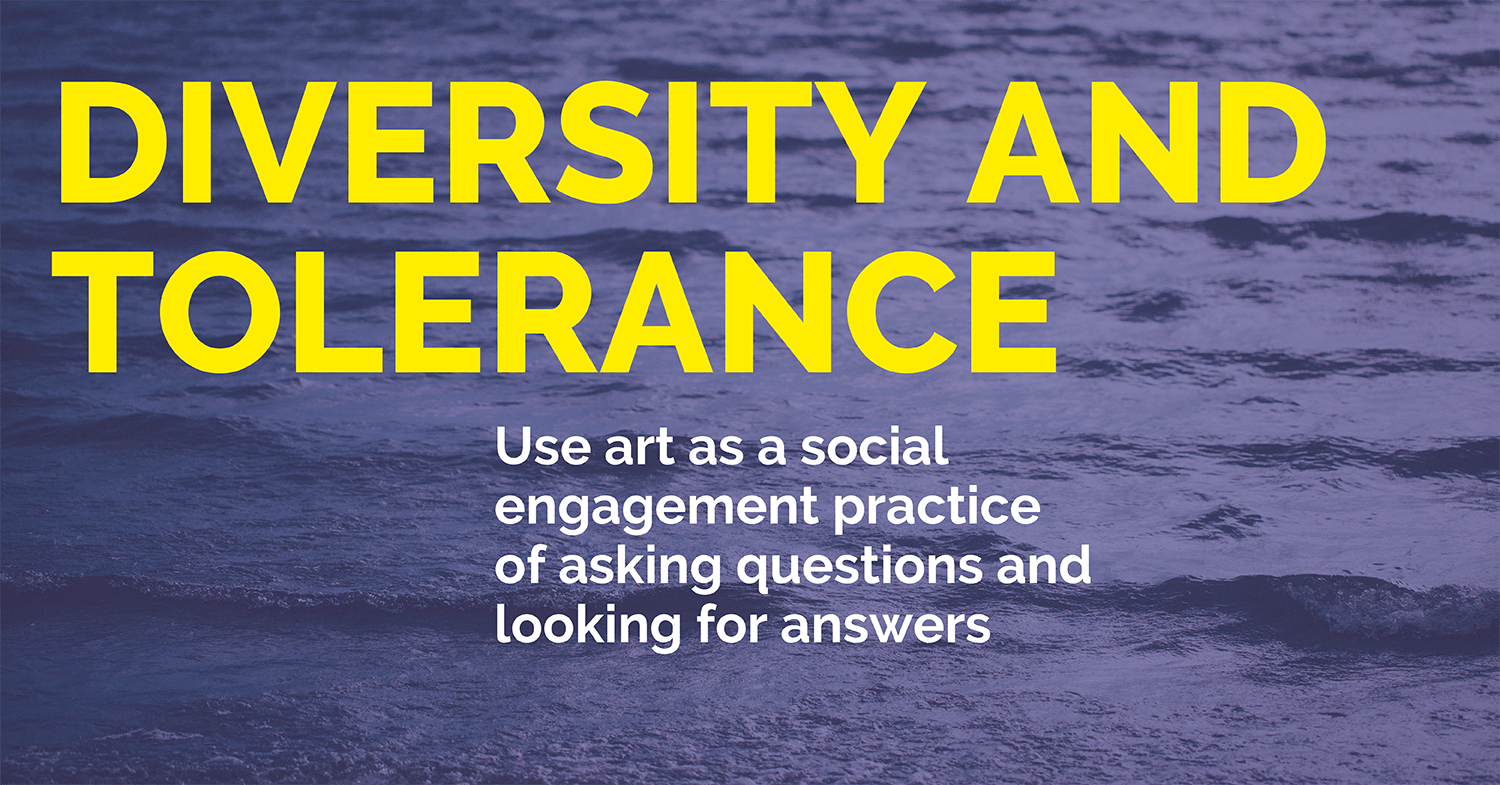 DIVERSITY AND
TOLERANCE
Use art as a social
engagement practice
of asking questions and
looking for answers